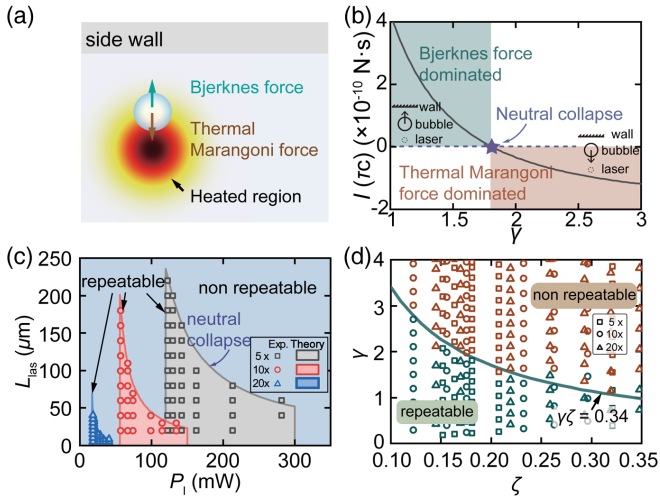 (a)
side wall
Bjerknes force
Thermal
Marangoni force
Heated region
(b)
I (τc) (×10⁻¹⁰ N·s)
4
2
0
-2
Bjerknes force
dominated
Neutral collapse
wall
bubble
laser
wall
bubble
laser
Thermal Marangoni
force dominated
1
1.5
2
2.5
3
γ
(c)
L_las (μm)
250
200
150
100
50
0
repeatable
non repeatable
neutral
collapse
Exp. Theory
5 x
10x
20x
0
100
200
300
400
P_l (mW)
(d)
γ
4
3
2
1
0
non repeatable
5 x
10x
20x
repeatable
γζ = 0.34
0.10
0.15
0.20
0.25
0.30
0.35
ζ